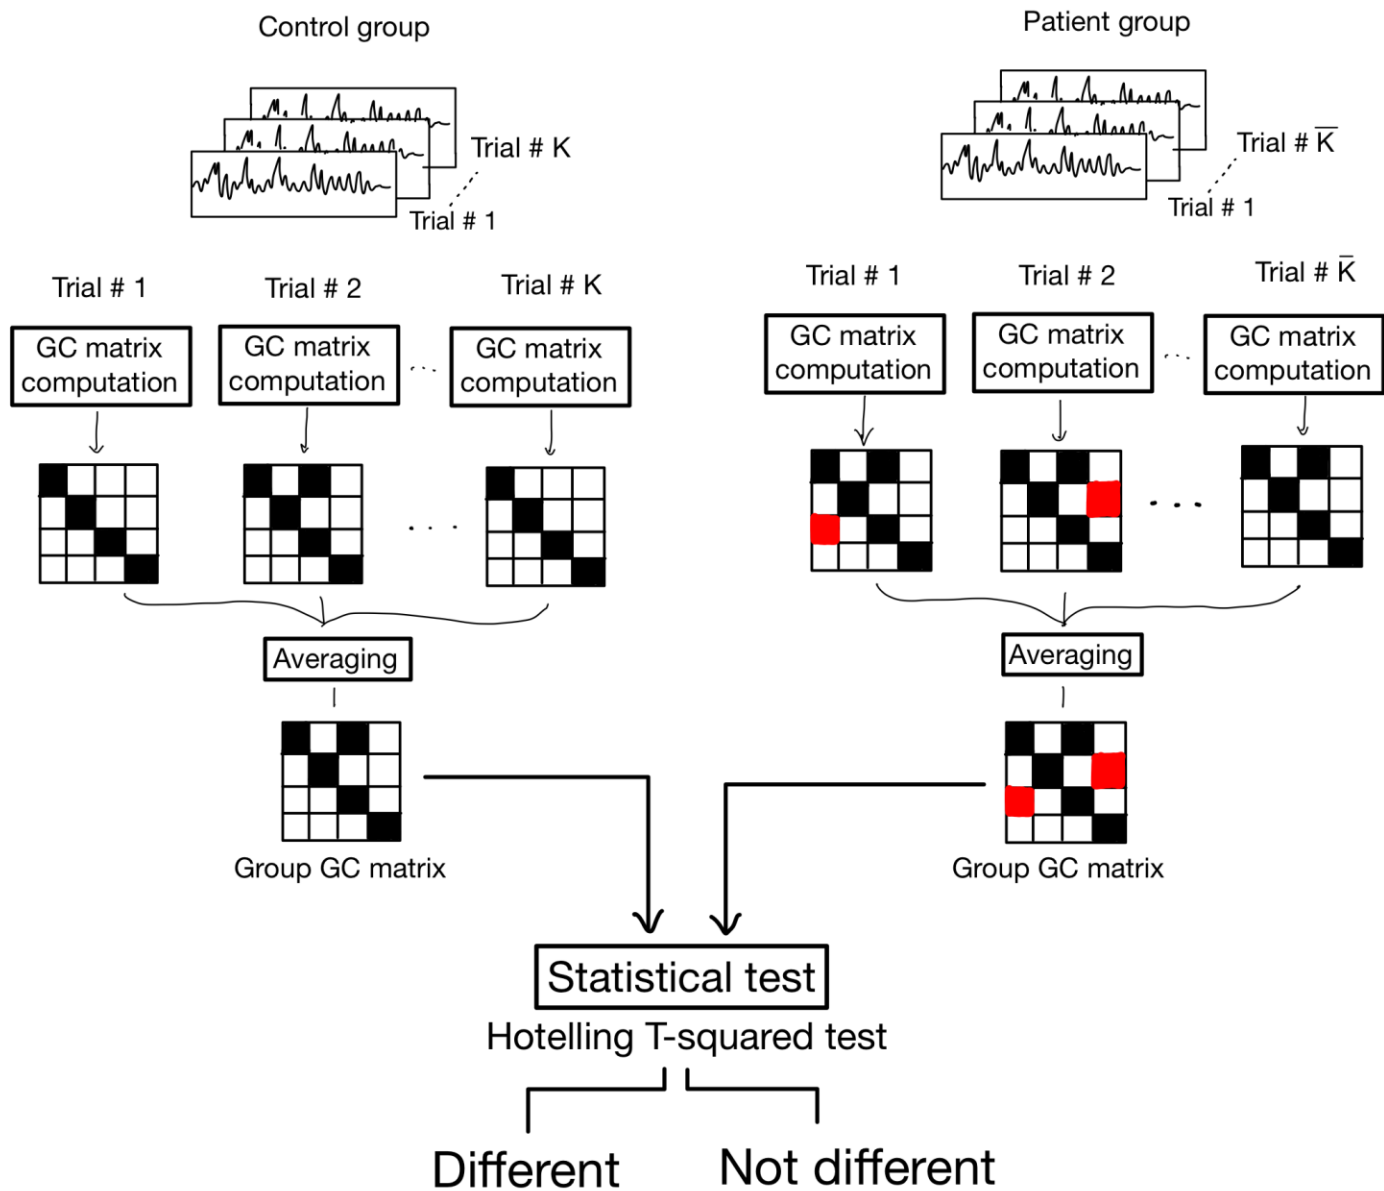 Control group
Patient group
Trial # K
Trial # 1
Trial # K̅
Trial # 1
Trial # 1
Trial # 2
Trial # K
Trial # 1
Trial # 2
Trial # K̅
GC matrix
computation
GC matrix
computation
GC matrix
computation
GC matrix
computation
GC matrix
computation
GC matrix
computation
Averaging
Averaging
Group GC matrix
Group GC matrix
Statistical test
Hotelling T-squared test
Different
Not different